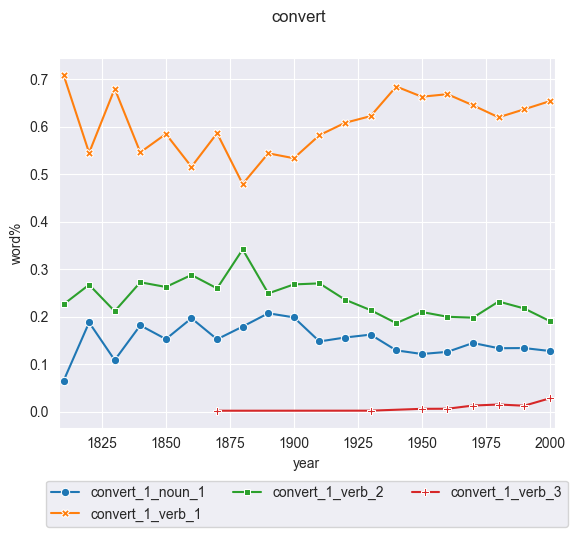 convert
0.7
0.6
0.5
0.4
0.3
0.2
0.1
0.0
word%
1825 1850 1875 1900 1925 1950 1975 2000
year
convert_1_noun_1 convert_1_verb_2 convert_1_verb_3
convert_1_verb_1